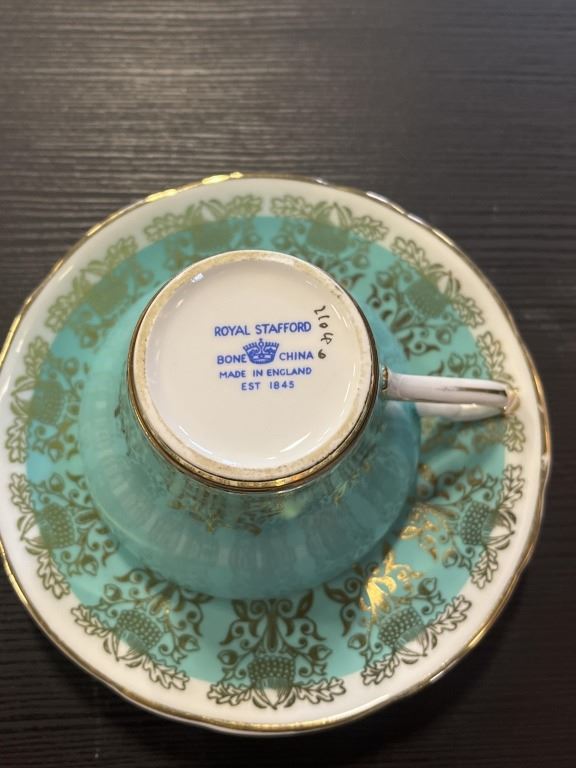 ROYAL STAFFORD
BONE CHINA
MADE IN ENGLAND
EST 1845